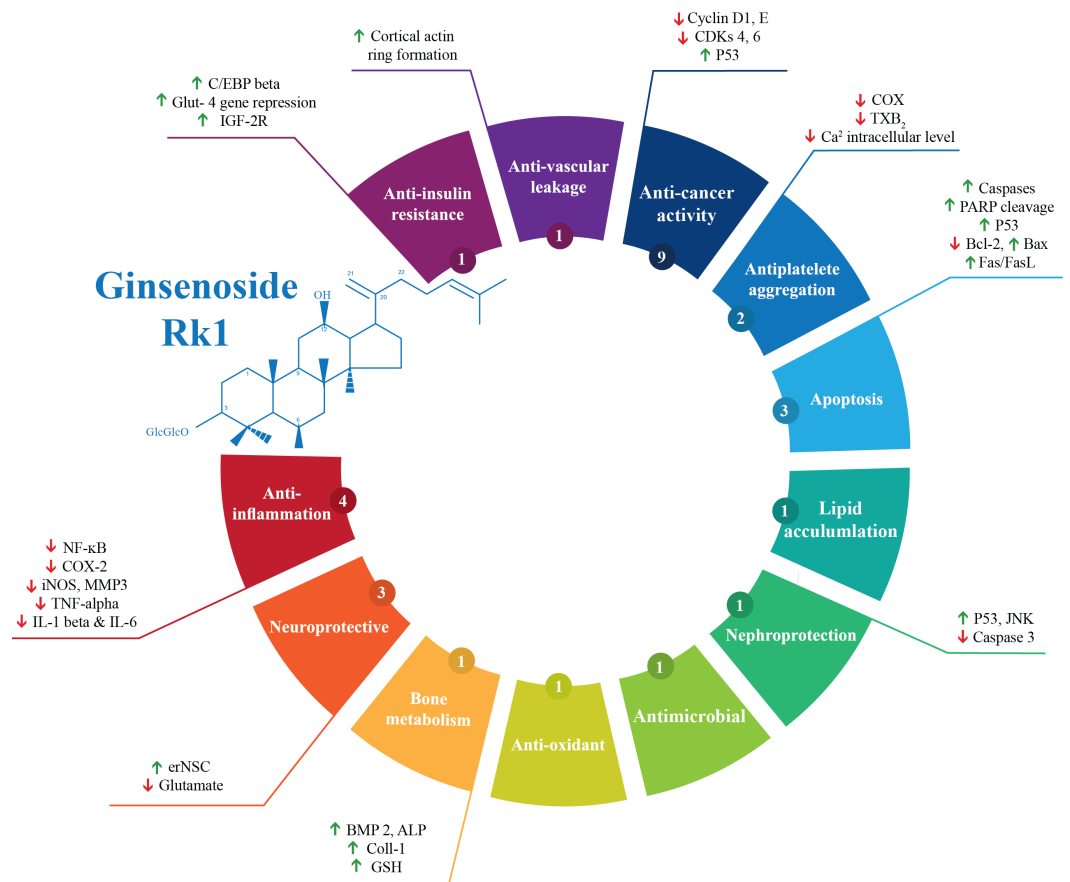 Ginsenoside
Rk1
↑ C/EBP beta
↑ Glut- 4 gene repression
↑ IGF-2R
Anti-insulin
resistance
1
↑ Cortical actin
ring formation
Anti-vascular
leakage
1
↓ Cyclin D1, E
↓ CDKs 4, 6
↑ P53
Anti-cancer
activity
9
↓ COX
↓ TXB₂
↓ Ca² intracellular level
Antiplatelete
aggregation
2
↑ Caspases
↑ PARP cleavage
↑ P53
↓ Bcl-2, ↑ Bax
↑ Fas/FasL
Apoptosis
3
Lipid
acculumlation
1
↑ P53, JNK
↓ Caspase 3
Nephroprotection
1
Antimicrobial
1
Anti-oxidant
1
↑ BMP 2, ALP
↑ Coll-1
↑ GSH
Bone
metabolism
1
↑ erNSC
↓ Glutamate
Neuroprotective
3
↓ NF-κB
↓ COX-2
↓ iNOS, MMP3
↓ TNF-alpha
↓ IL-1 beta & IL-6
Anti-
inflammation
4
21
22
20
OH
12
1
9
3
6
GlcGlcO